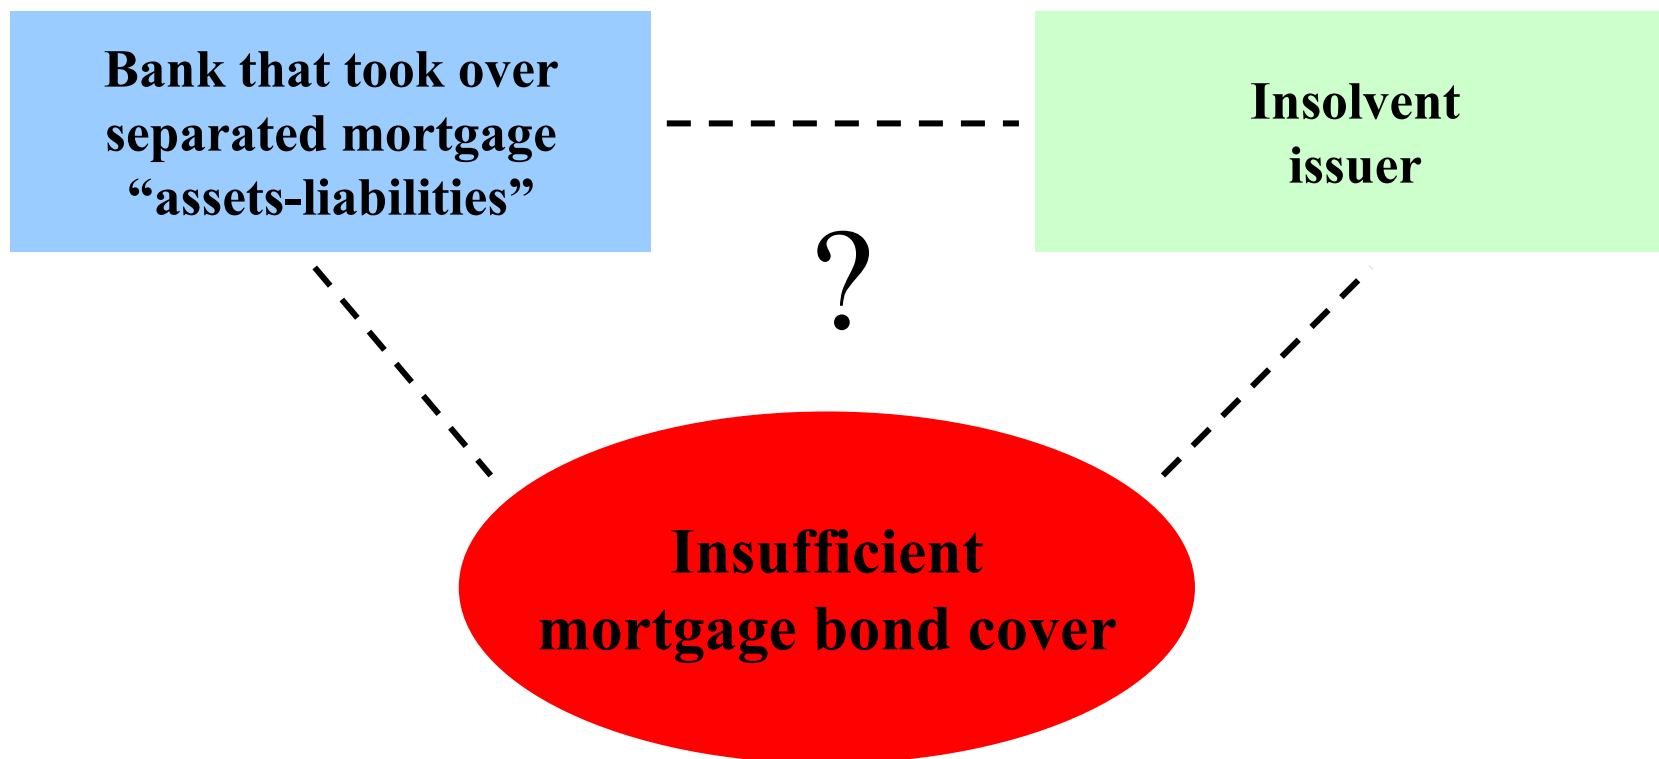 Bank that took over
separated mortgage
“assets-liabilities”
Insolvent
issuer
?
Insufficient
mortgage bond cover